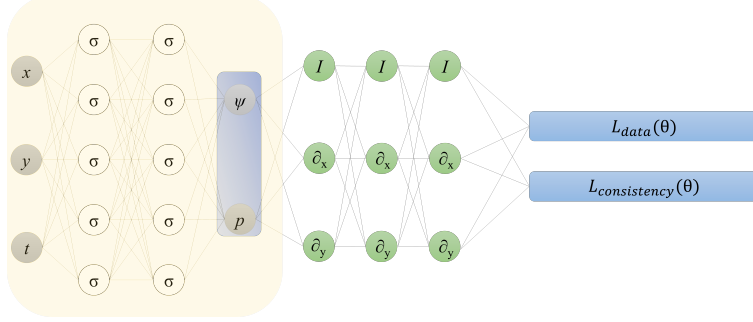 x
y
t
σ σ
σ σ
σ σ
σ σ
σ σ
ψ
p
I I I
∂x ∂x ∂x
∂y ∂y ∂y
L_data(θ)
L_consistency(θ)